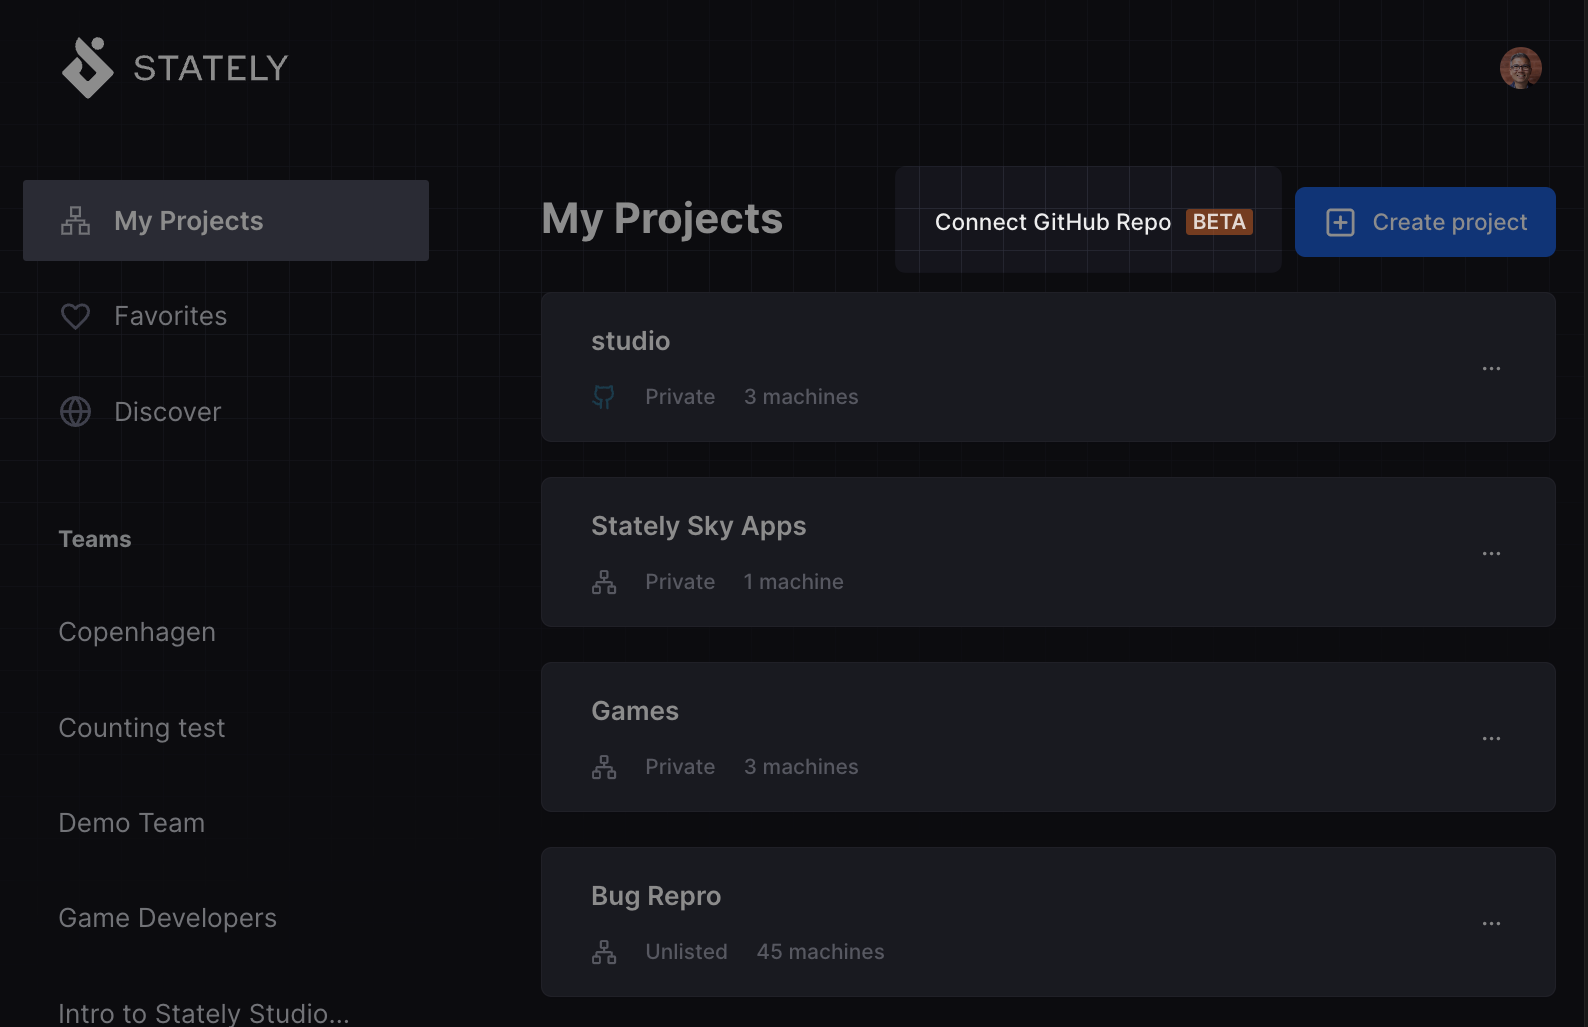 STATELY
My Projects
Favorites
Discover
Teams
Copenhagen
Counting test
Demo Team
Game Developers
Intro to Stately Studio...
My Projects
Connect GitHub Repo BETA
Create project
studio
Private 3 machines
...
Stately Sky Apps
Private 1 machine
...
Games
Private 3 machines
...
Bug Repro
Unlisted 45 machines
...